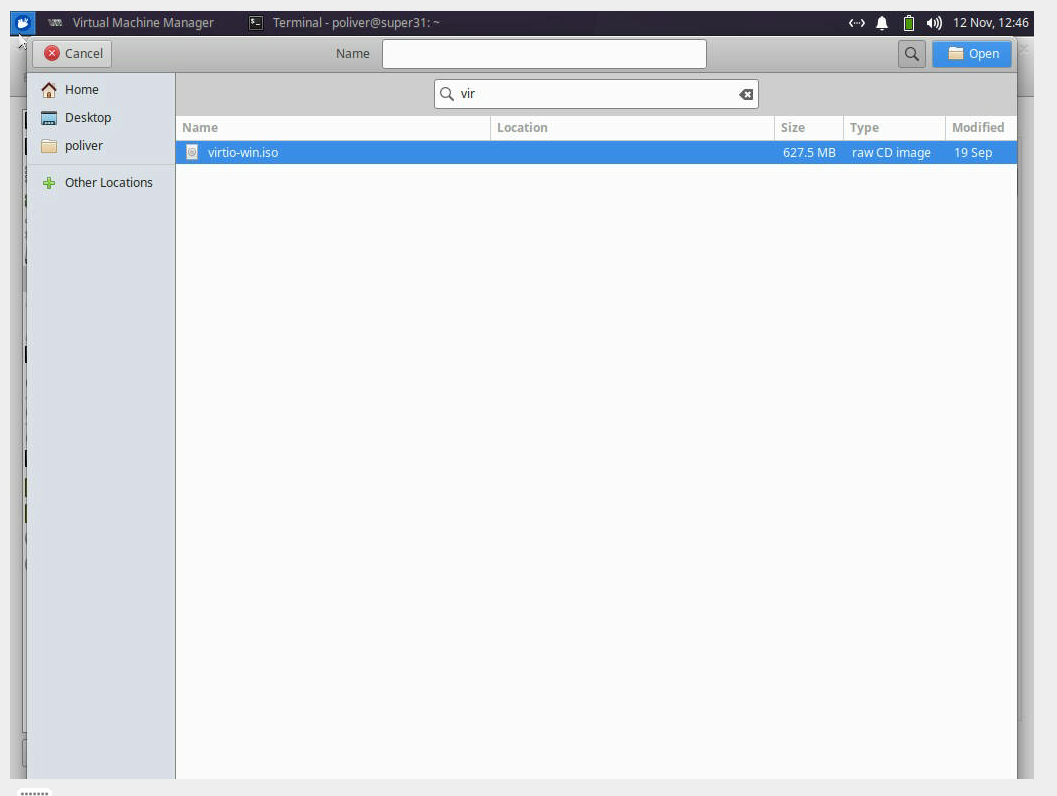 Virtual Machine Manager Terminal - poliver@super31: ~ 12 Nov, 12:46
Cancel Name Open
Home
Desktop
poliver
Other Locations
vir
Name Location Size Type Modified
virtio-win.iso 627.5 MB raw CD image 19 Sep